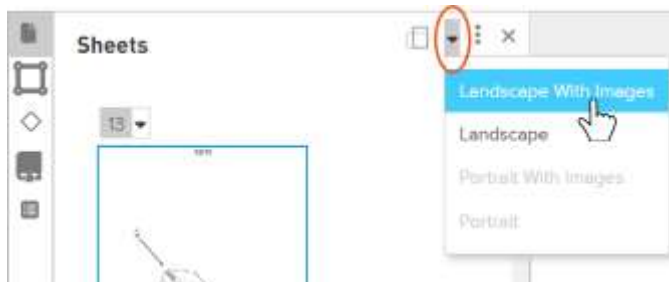 Sheets
Landscape With Images
13
Landscape
Portrait With Images
Portrait